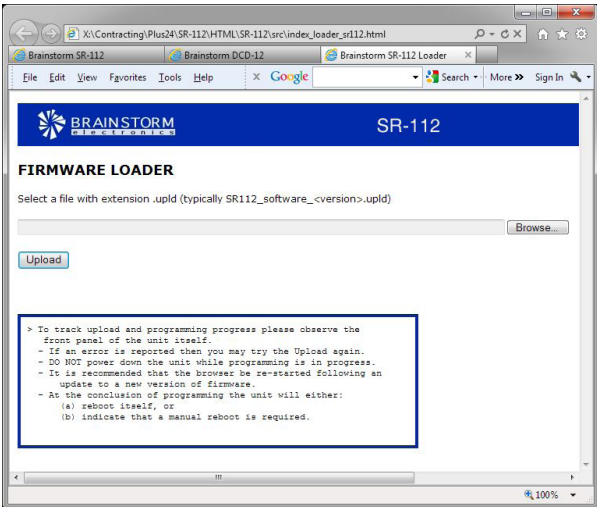 X:\Contracting\Plus24\SR-112\HTML\SR-112\src\index_loader_sr112.html
Brainstorm SR-112
Brainstorm DCD-12
Brainstorm SR-112 Loader
File Edit View Favorites Tools Help
x Google Search More » Sign In
BRAINSTORM
electronics
SR-112
FIRMWARE LOADER
Select a file with extension .upld (typically SR112_software_<version>.upld)
Browse...
Upload
> To track upload and programming progress please observe the
front panel of the unit itself.
- If an error is reported then you may try the Upload again.
- DO NOT power down the unit while programming is in progress.
- It is recommended that the browser be re-started following an
update to a new version of firmware.
- At the conclusion of programming the unit will either:
(a) reboot itself, or
(b) indicate that a manual reboot is required.
100%